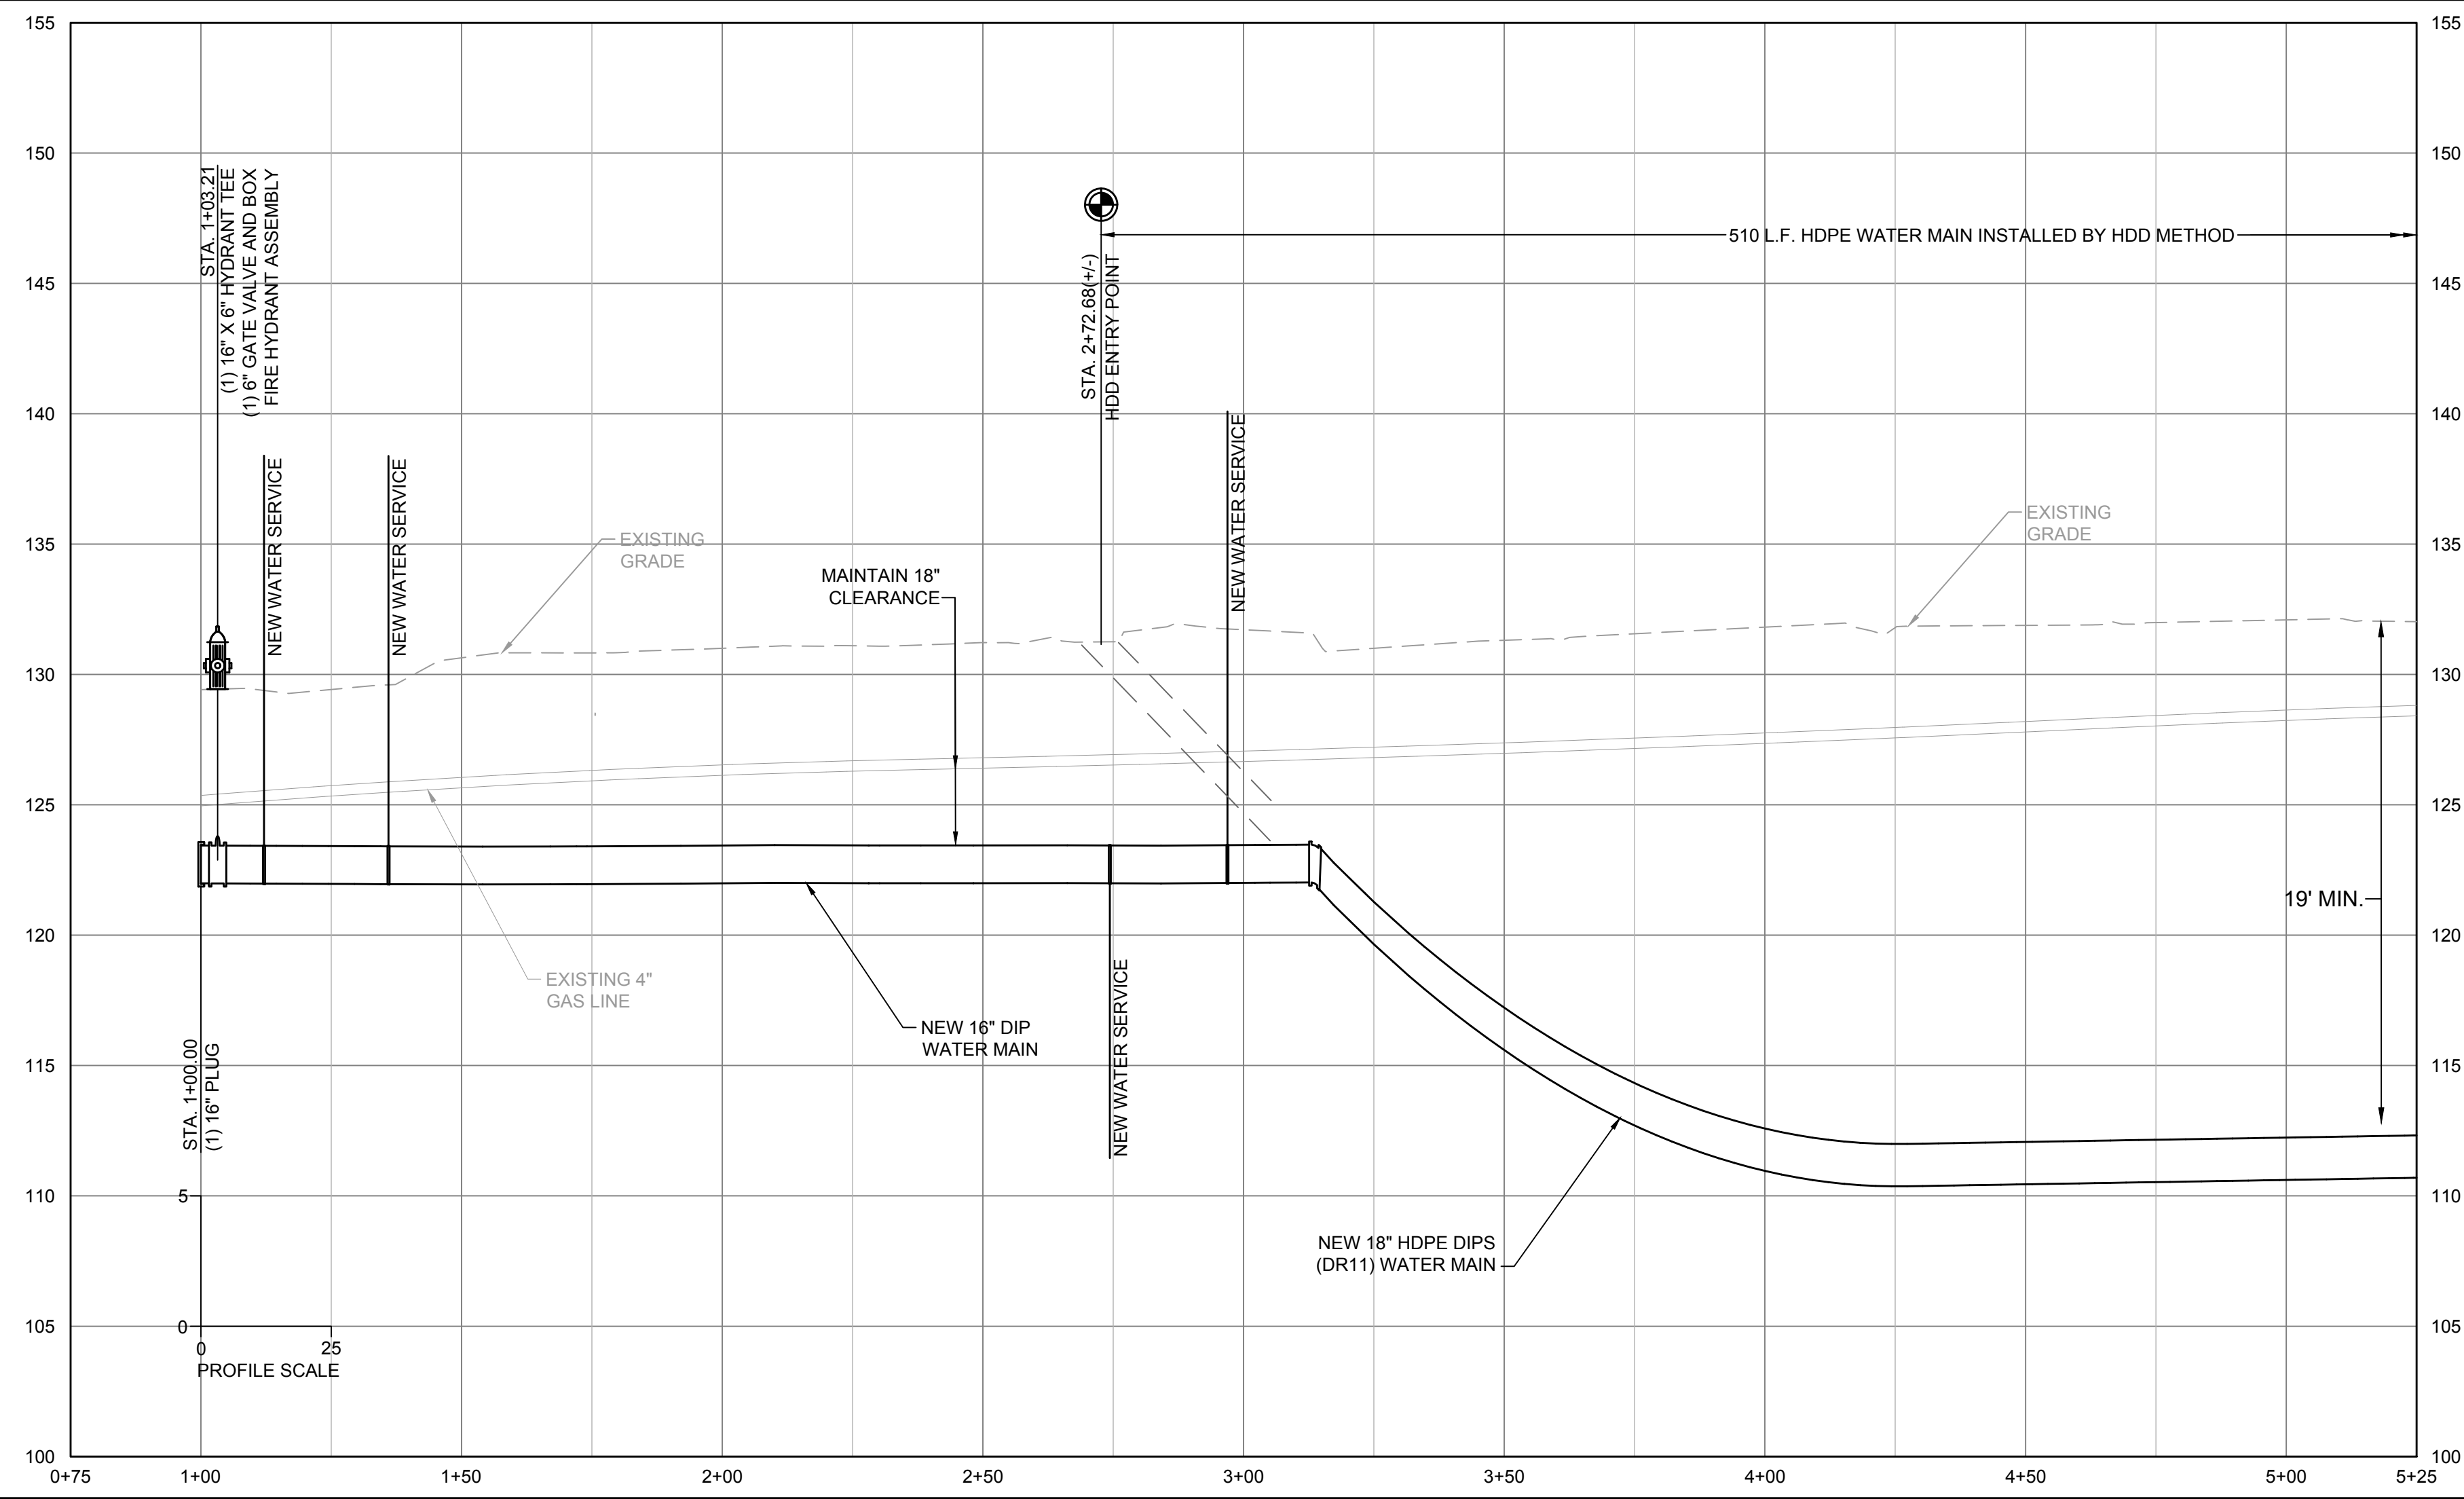 155
155
150
150
STA. 1+03.21
(1) 16" X 6" HYDRANT TEE
(1) 6" GATE VALVE AND BOX
FIRE HYDRANT ASSEMBLY
510 L.F. HDPE WATER MAIN INSTALLED BY HDD METHOD
STA. 2+72.68(+/-)
HDD ENTRY POINT
145
145
140
140
NEW WATER SERVICE
NEW WATER SERVICE
NEW WATER SERVICE
135
135
EXISTING
GRADE
EXISTING
GRADE
MAINTAIN 18"
CLEARANCE
130
130
125
125
120
120
19' MIN.
EXISTING 4"
GAS LINE
NEW 16" DIP
WATER MAIN
NEW WATER SERVICE
STA. 1+00.00
(1) 16" PLUG
115
115
110
5
110
NEW 18" HDPE DIPS
(DR11) WATER MAIN
105
0
105
0
25
PROFILE SCALE
100
100
0+75
1+00
1+50
2+00
2+50
3+00
3+50
4+00
4+50
5+00
5+25